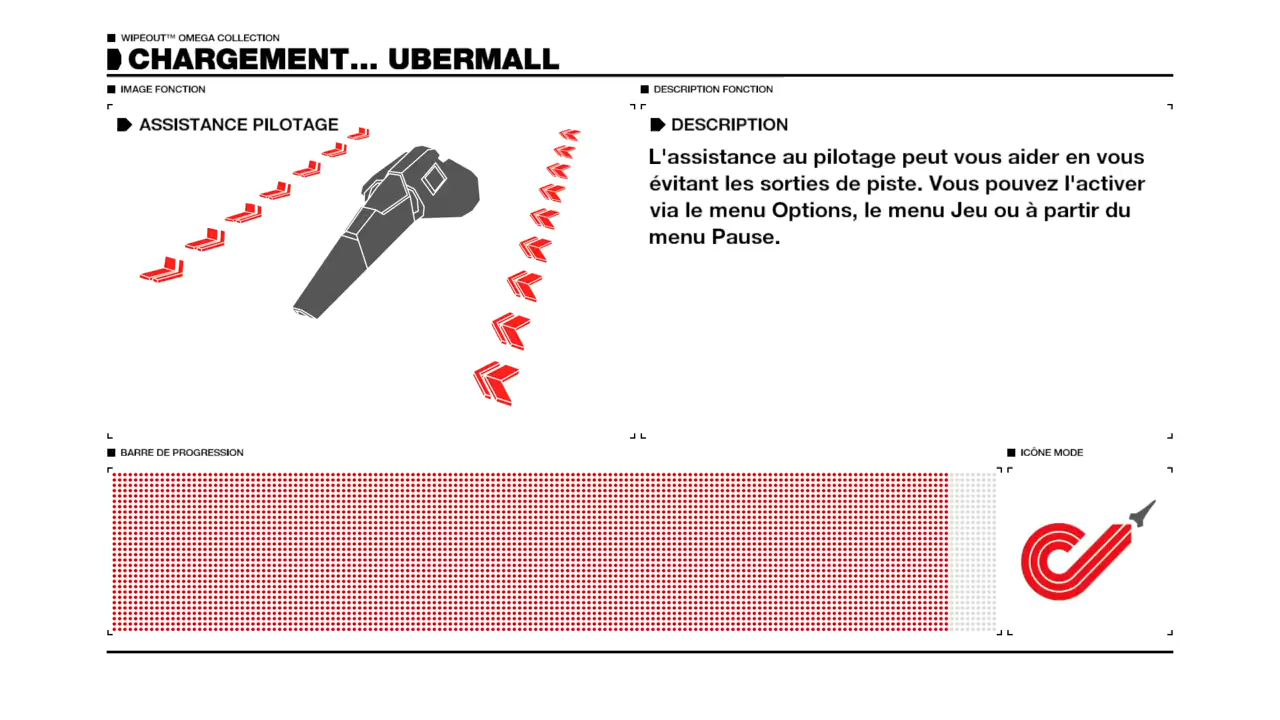 WIPEOUT™ OMEGA COLLECTION
CHARGEMENT... UBERMALL
IMAGE FONCTION
ASSISTANCE PILOTAGE
DESCRIPTION FONCTION
DESCRIPTION
L'assistance au pilotage peut vous aider en vous
évitant les sorties de piste. Vous pouvez l'activer
via le menu Options, le menu Jeu ou à partir du
menu Pause.
BARRE DE PROGRESSION
ICÔNE MODE